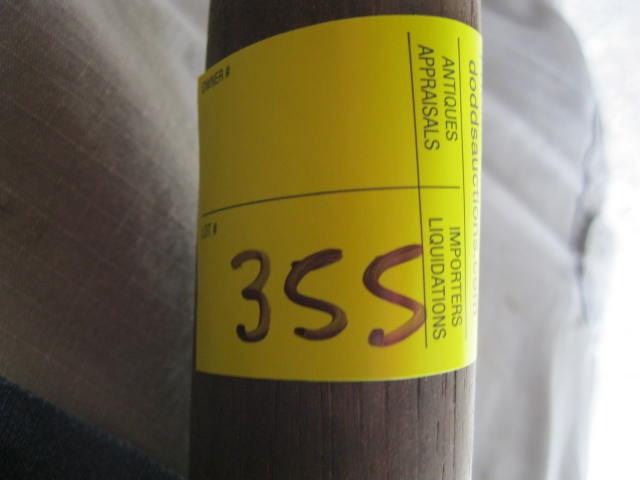 OWNER #
LOT #
355
ANTIQUES
APPRAISALS
IMPORTERS
LIQUIDATIONS
doddsauctions.com